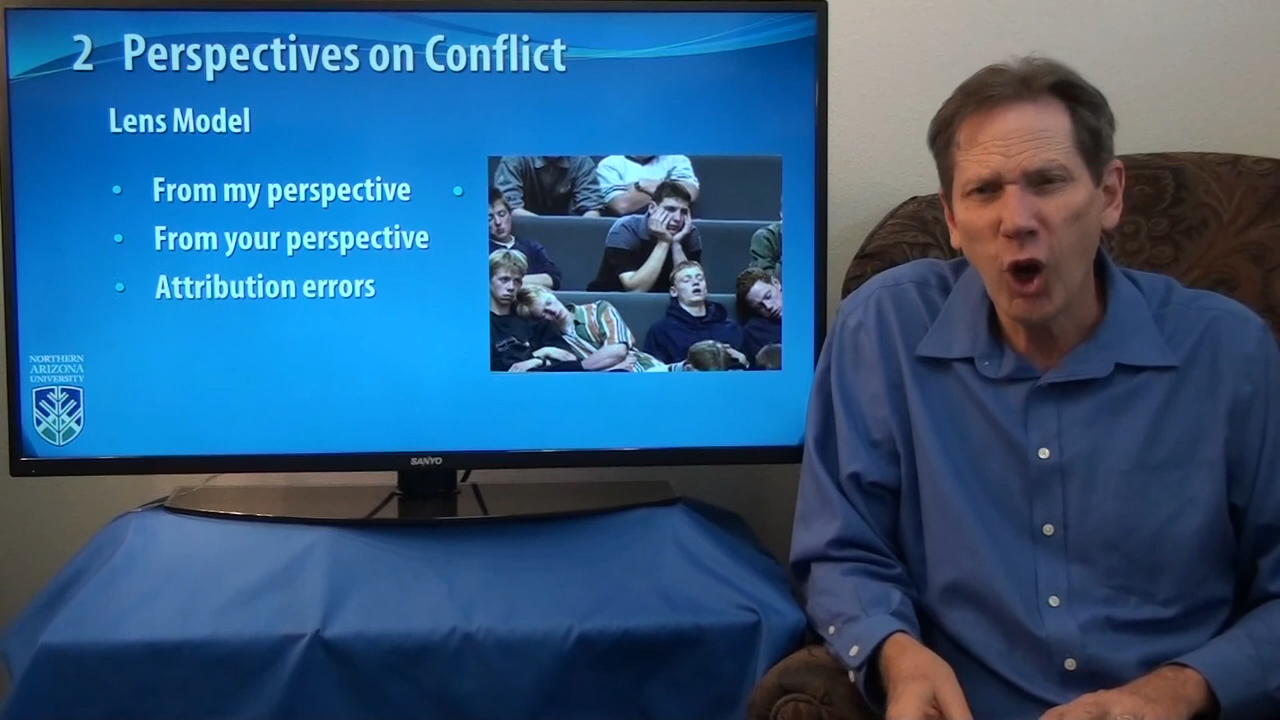 2 Perspectives on Conflict
Lens Model
• From my perspective
•
• From your perspective
• Attribution errors
NORTHERN
ARIZONA
UNIVERSITY
SANYO